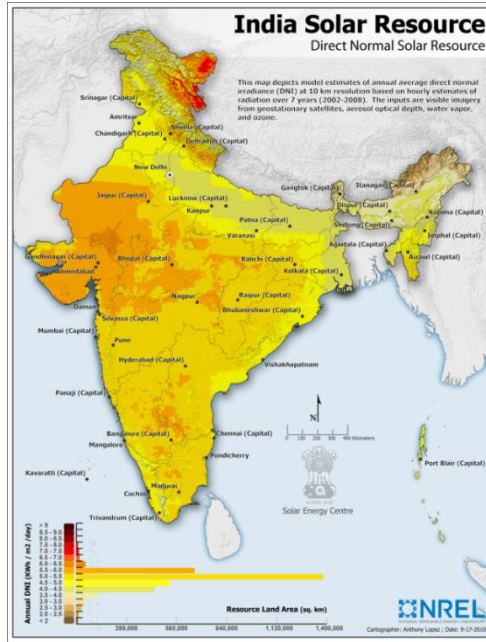 India Solar Resource
Direct Normal Solar Resource
This map depicts model estimates of annual average direct normal
irradiance (DNI) at 10 km resolution based on hourly estimates of
radiation over 7 years (2002-2008). The inputs are visible imagery
from geostationary satellites, aerosol optical depth, water vapor,
and ozone.
Srinagar (Capital)
Amritsar
Shimla (Capital)
Chandigarh (Capital)
Dehradun (Capital)
New Delhi
Jaipur (Capital)
Lucknow (Capital)
Kanpur
Gangtok (Capital)
Itanagar (Capital)
Dispur (Capital)
Kohima (Capital)
Patna (Capital)
Shillong (Capital)
Imphal (Capital)
Varanasi
Agartala (Capital)
Aizawl (Capital)
Gandhinagar (Capital)
Ahmedabad
Bhopal (Capital)
Ranchi (Capital)
Kolkata (Capital)
Nagpur
Raipur (Capital)
Bhubaneshwar (Capital)
Daman
Silvassa (Capital)
Mumbai (Capital)
Pune
Hyderabad (Capital)
Vishakhapatnam
Panaji (Capital)
N
Bangalore (Capital)
Chennai (Capital)
Mangalore
Pondicherry
Kavaratti (Capital)
Port Blair (Capital)
Cochin
Madurai
Trivandrum (Capital)
0 100 200 400 Kilometers
Solar Energy Centre
Annual DNI (KWh / m2 /day)
> 9
8.5 - 9.0
8.0 - 8.5
7.5 - 8.0
7.0 - 7.5
6.5 - 7.0
6.0 - 6.5
5.5 - 6.0
5.0 - 5.5
4.5 - 5.0
4.0 - 4.5
3.5 - 4.0
3.0 - 3.5
2.5 - 3.0
2 - 2.5
< 2
Resource Land Area (sq. km)
280,000 560,000 840,000 1,120,000 1,400,000
NREL
NATIONAL RENEWABLE ENERGY LABORATORY
Cartographer: Anthony Lopez ; Date: 9-17-2010